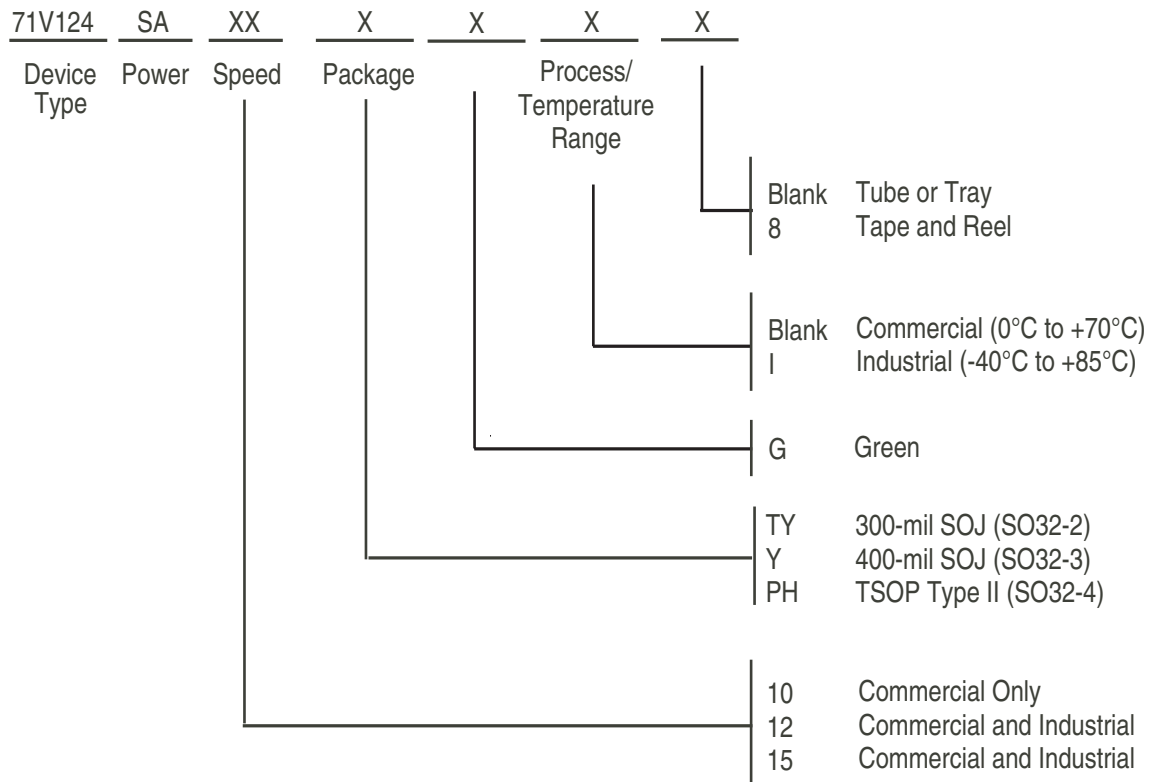 71V124 SA XX X X X X
Device Type Power Speed Package Process/ Temperature Range
Blank Tube or Tray
8 Tape and Reel
Blank Commercial (0°C to +70°C)
I Industrial (-40°C to +85°C)
G Green
TY 300-mil SOJ (SO32-2)
Y 400-mil SOJ (SO32-3)
PH TSOP Type II (SO32-4)
10 Commercial Only
12 Commercial and Industrial
15 Commercial and Industrial